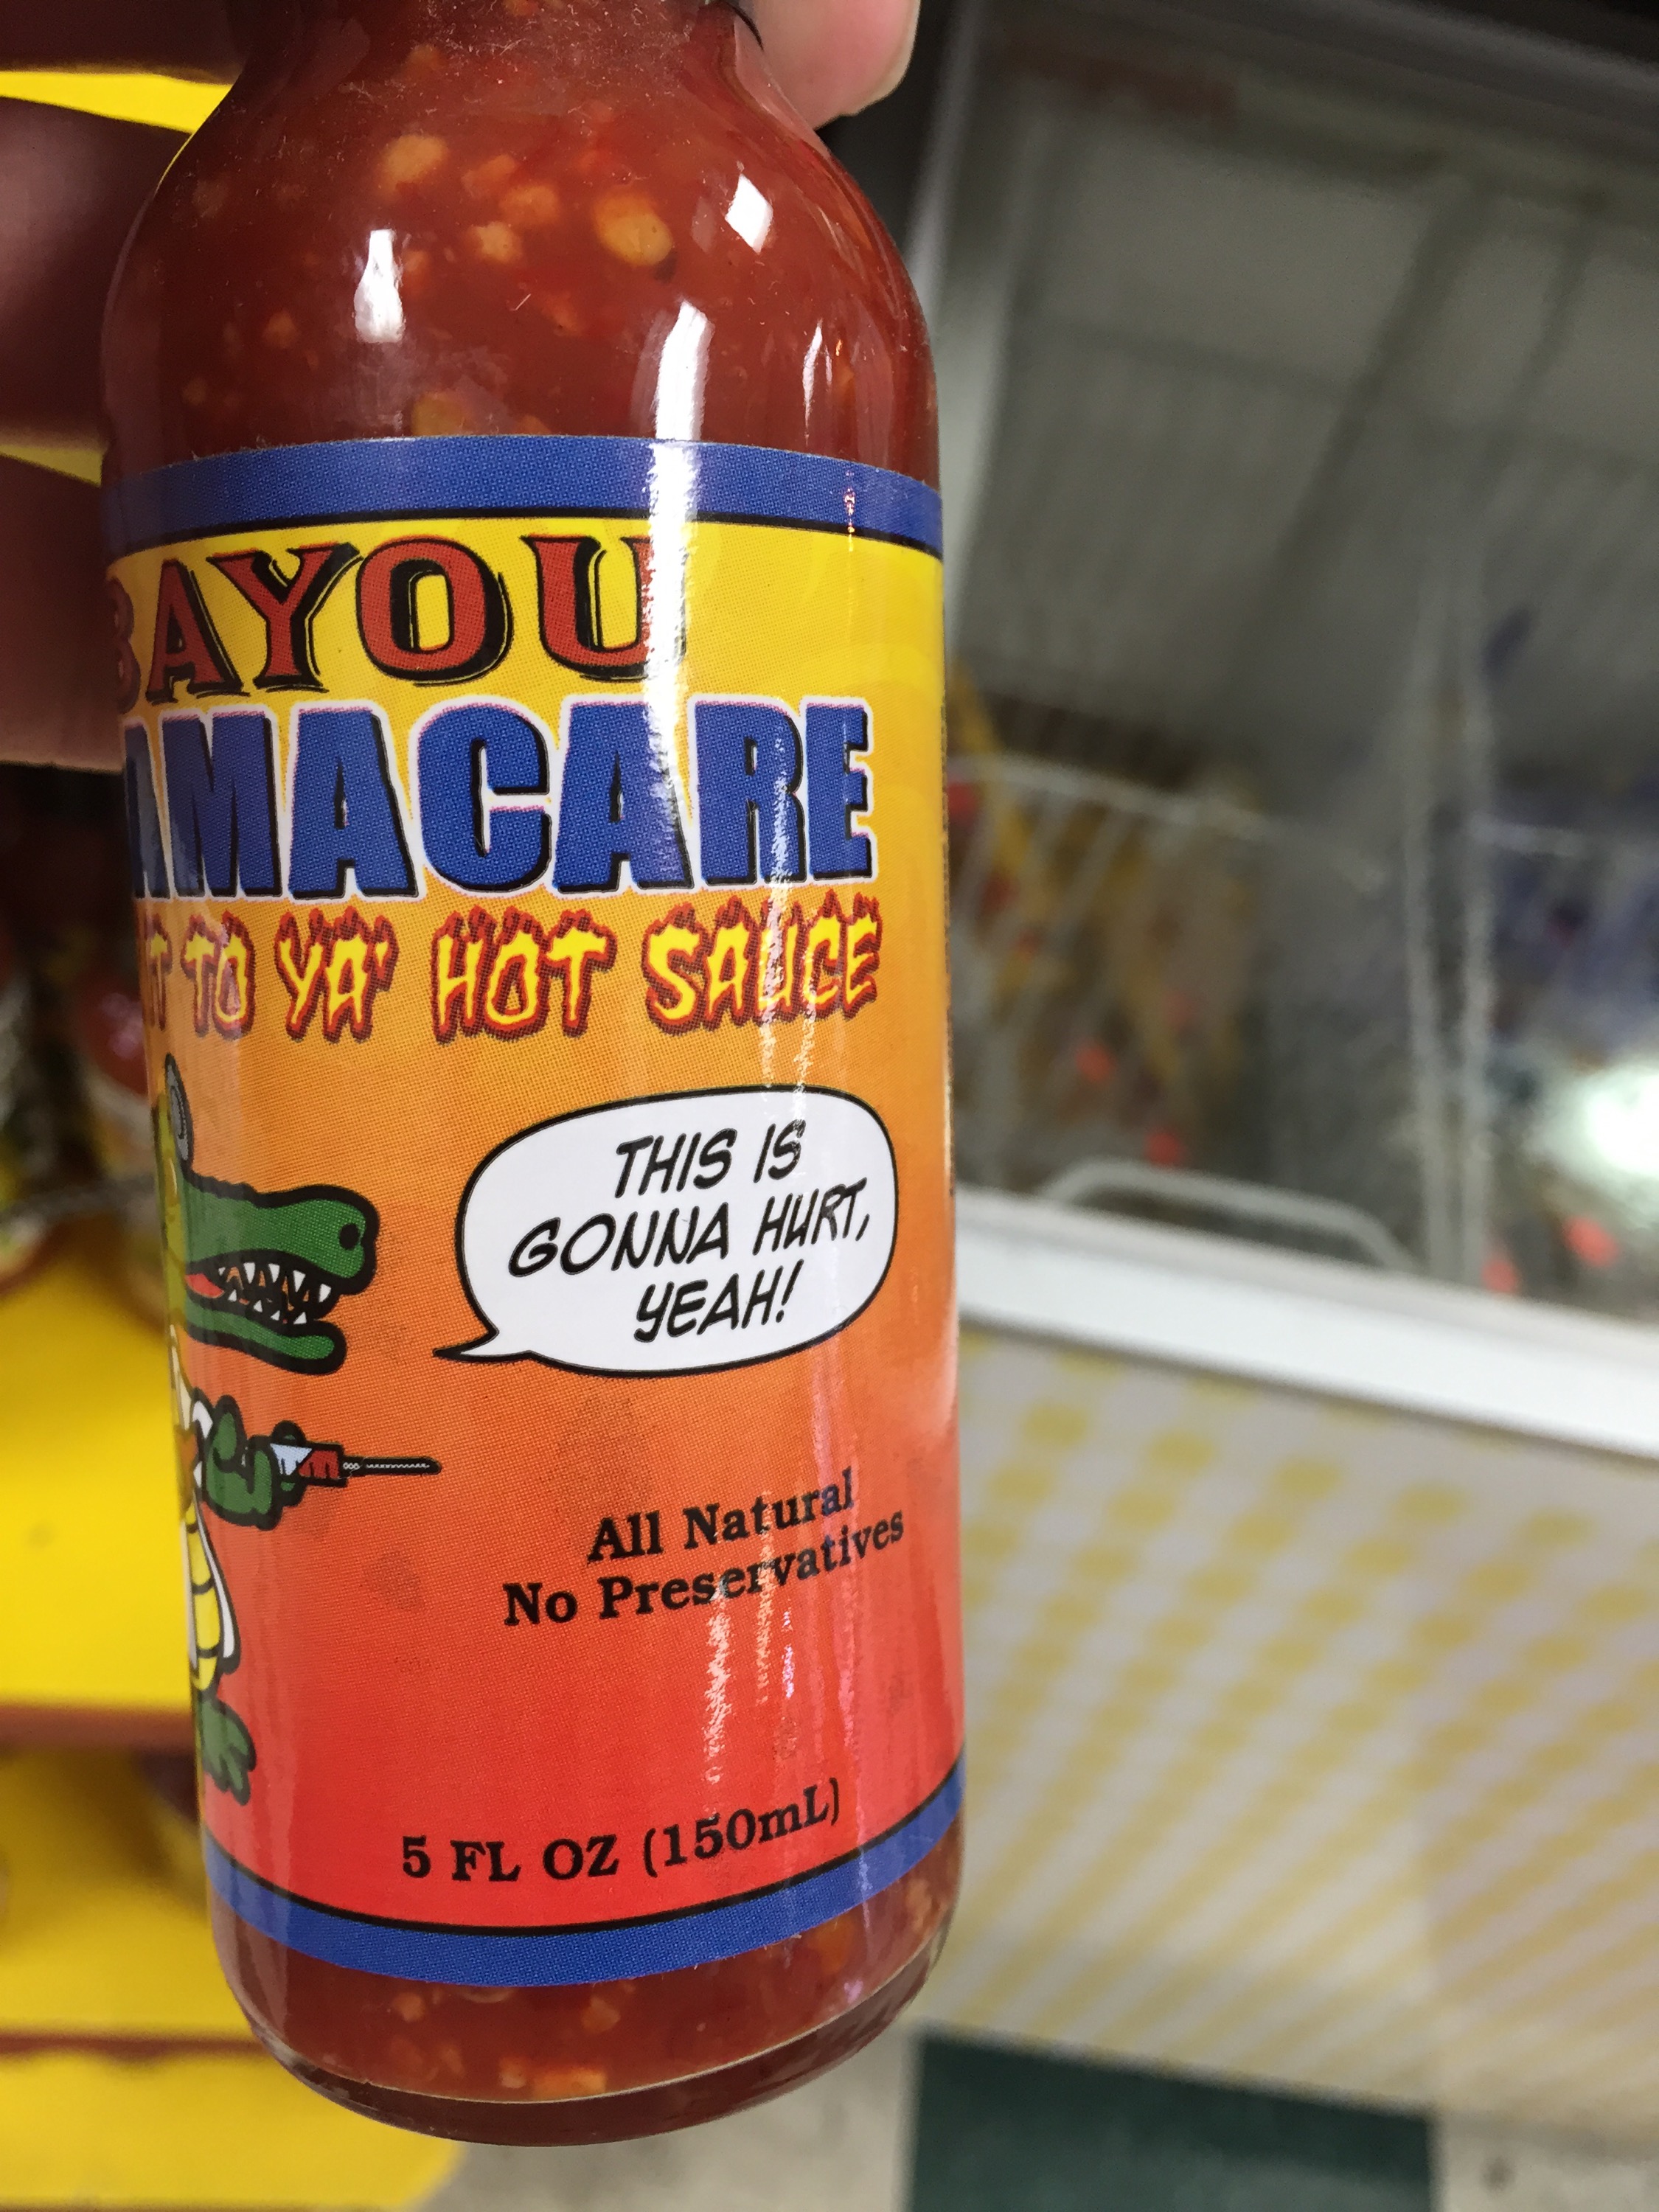 BAYOU
AMACARE
IT TO YA' HOT SAUCE
THIS IS
GONNA HURT,
YEAH!
All Natural
No Preservatives
5 FL OZ (150mL)